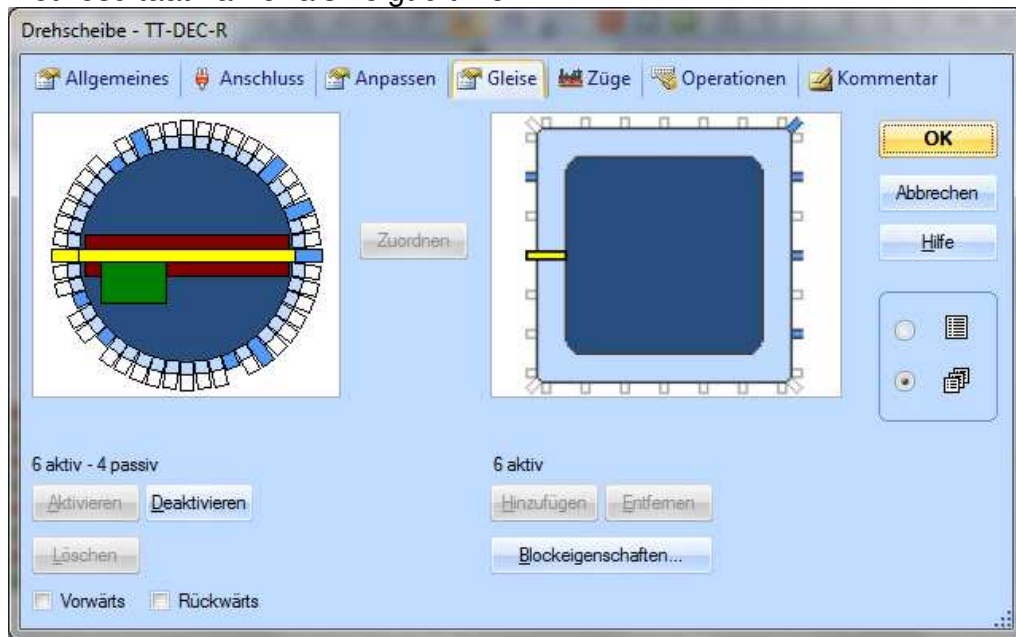 Drehscheibe - TT-DEC-R
Allgemeines Anschluss Anpassen Gleise Züge Operationen Kommentar
OK
Zuordnen
Abbrechen
Hilfe
6 aktiv - 4 passiv
6 aktiv
Aktivieren Deaktivieren
Hinzufügen Entfernen
Löschen
Blockeigenschaften...
Vorwärts Rückwärts